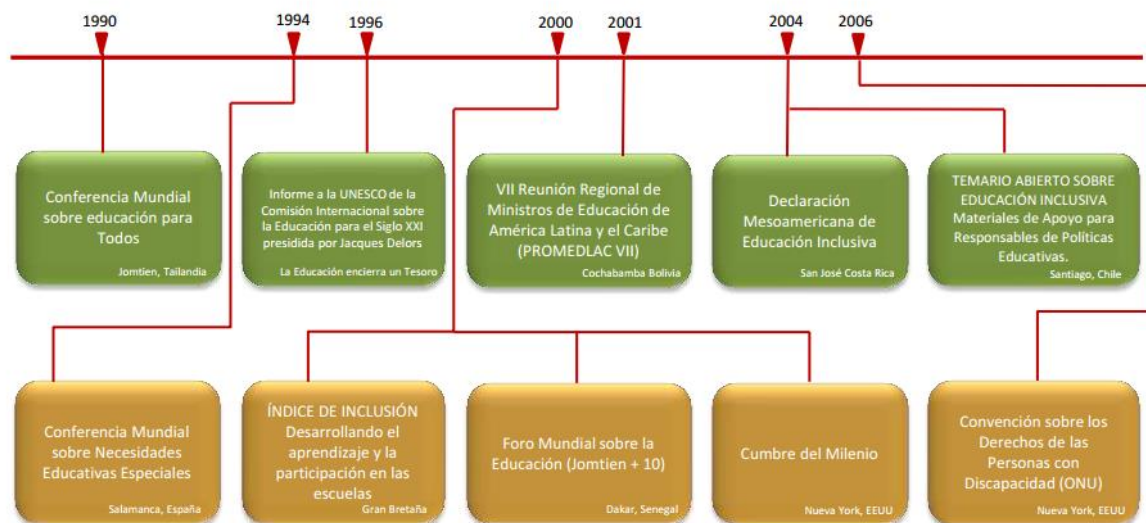 1990
1994
1996
2000
2001
2004
2006
Conferencia Mundial
sobre educación para
Todos
Jomtien, Tailandia
Informe a la UNESCO de la
Comisión Internacional sobre
la Educación para el Siglo XXI
presidida por Jacques Delors
La Educación encierra un Tesoro
VII Reunión Regional de
Ministros de Educación de
América Latina y el Caribe
(PROMEDLAC VII)
Cochabamba Bolivia
Declaración
Mesoamericana de
Educación Inclusiva
San José Costa Rica
TEMARIO ABIERTO SOBRE
EDUCACIÓN INCLUSIVA
Materiales de Apoyo para
Responsables de Políticas
Educativas.
Santiago, Chile
Conferencia Mundial
sobre Necesidades
Educativas Especiales
Salamanca, España
ÍNDICE DE INCLUSIÓN
Desarrollando el
aprendizaje y la
participación en las
escuelas
Gran Bretaña
Foro Mundial sobre la
Educación (Jomtien + 10)
Dakar, Senegal
Cumbre del Milenio
Nueva York, EEUU
Convención sobre los
Derechos de las
Personas con
Discapacidad (ONU)
Nueva York, EEUU